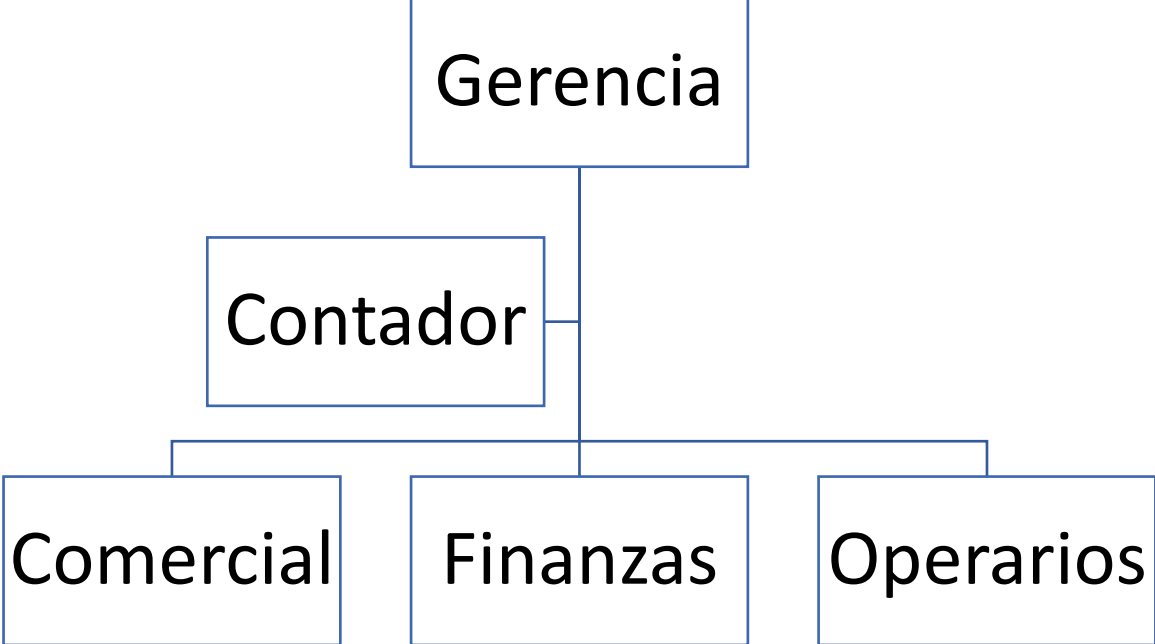 Gerencia
Contador
Comercial
Finanzas
Operarios